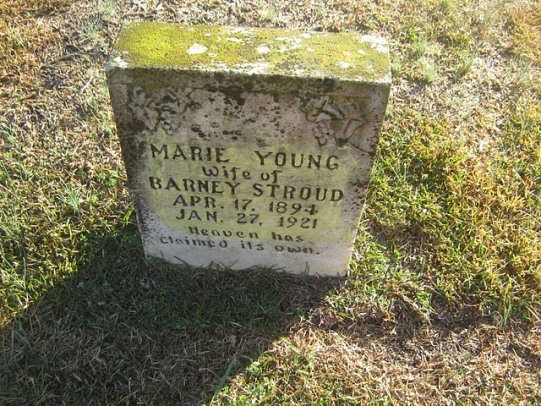 MARIE YOUNG
Wife of
BARNEY STROUD
APR. 17, 1894
JAN. 27, 1921
Heaven has
claimed its own.